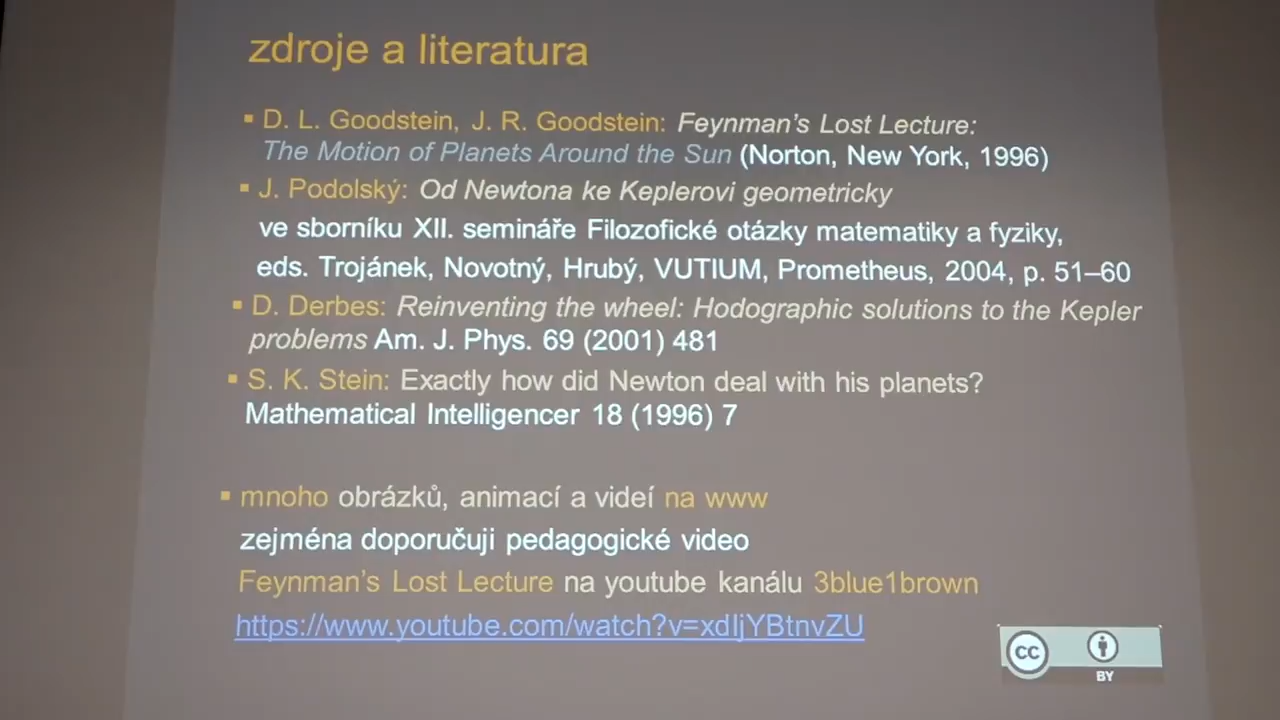 zdroje a literatura
▪ D. L. Goodstein, J. R. Goodstein: Feynman's Lost Lecture:
The Motion of Planets Around the Sun (Norton, New York, 1996)
▪ J. Podolský: Od Newtona ke Keplerovi geometricky
ve sborníku XII. semináře Filozofické otázky matematiky a fyziky,
eds. Trojánek, Novotný, Hrubý, VUTIUM, Prometheus, 2004, p. 51–60
▪ D. Derbes: Reinventing the wheel: Hodographic solutions to the Kepler
problems Am. J. Phys. 69 (2001) 481
▪ S. K. Stein: Exactly how did Newton deal with his planets?
Mathematical Intelligencer 18 (1996) 7
▪ mnoho obrázků, animací a videí na www
zejména doporučuji pedagogické video
Feynman's Lost Lecture na youtube kanálu 3blue1brown
https://www.youtube.com/watch?v=xdIjYBtnvZU
cc
BY